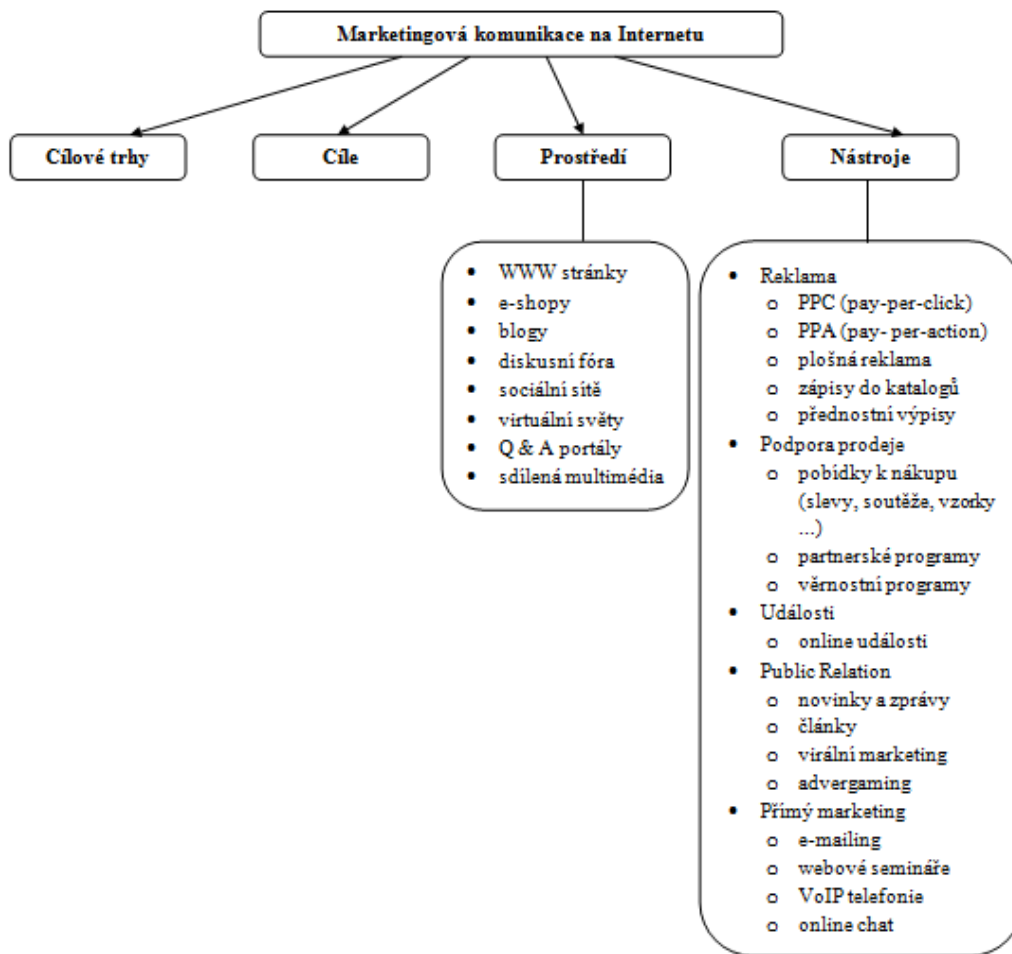 Marketingová komunikace na Internetu
Cílové trhy
Cíle
Prostředí
Nástroje
• WWW stránky
• e-shopy
• blogy
• diskusní fóra
• sociální sítě
• virtuální světy
• Q & A portály
• sdílená multimédia
• Reklama
o PPC (pay-per-click)
o PPA (pay- per-action)
o plošná reklama
o zápisy do katalogů
o přednostní výpisy
• Podpora prodeje
o pobídky k nákupu
(slevy, soutěže, vzorky
...)
o partnerské programy
o věrnostní programy
• Události
o online události
• Public Relation
o novinky a zprávy
o články
o virální marketing
o advergaming
• Přímý marketing
o e-mailing
o webové semináře
o VoIP telefonie
o online chat